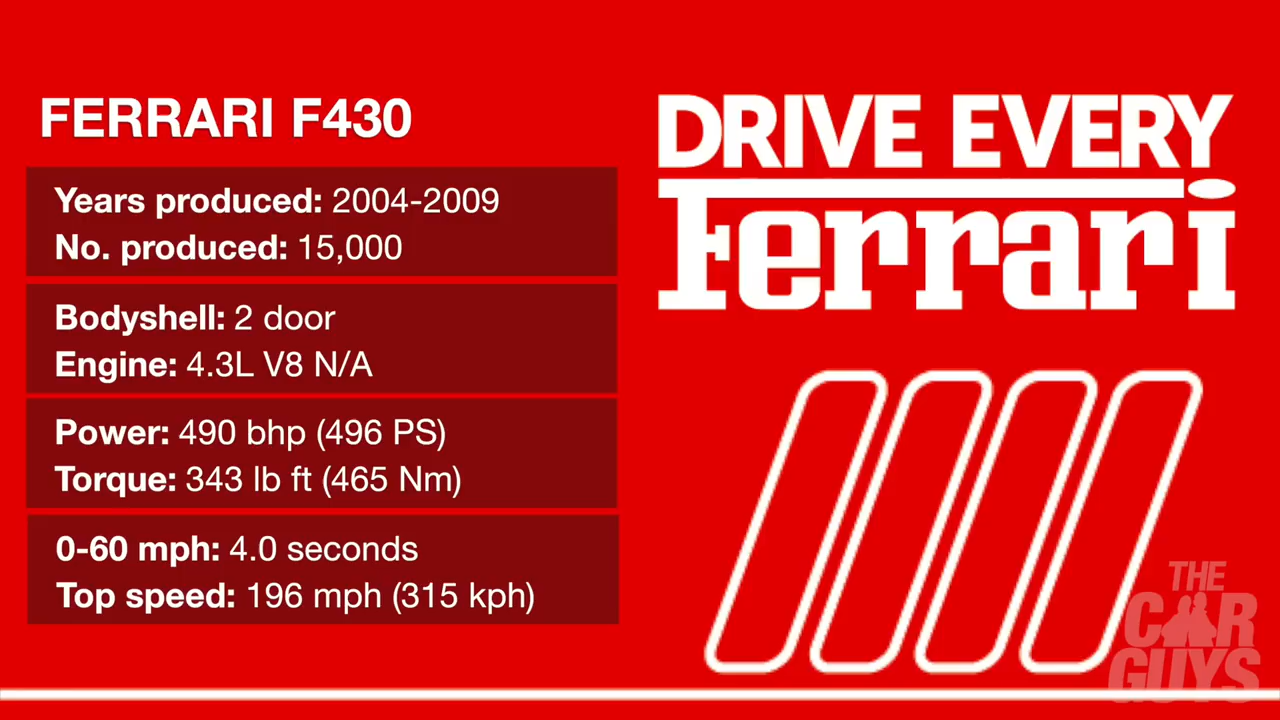 FERRARI F430
Years produced: 2004-2009
No. produced: 15,000
Bodyshell: 2 door
Engine: 4.3L V8 N/A
Power: 490 bhp (496 PS)
Torque: 343 lb ft (465 Nm)
0-60 mph: 4.0 seconds
Top speed: 196 mph (315 kph)
DRIVE EVERY
Ferrari
THE
CAR
GUYS